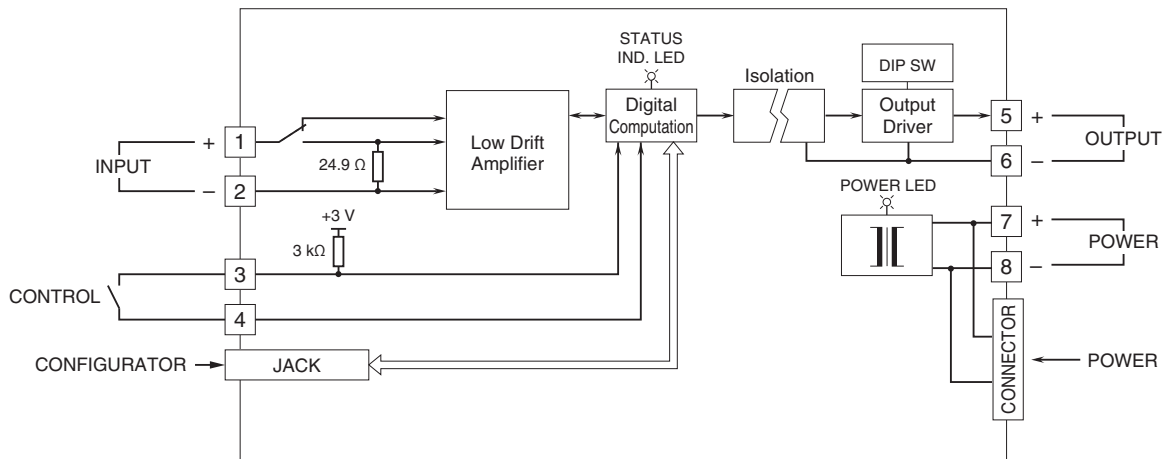 STATUS
IND. LED
Isolation
DIP SW
Digital
Computation
Output
Driver
Low Drift
Amplifier
INPUT
+
–
1
2
24.9 Ω
5
6
+
–
OUTPUT
POWER LED
+3 V
3 kΩ
7
8
+
–
POWER
CONTROL
3
4
CONFIGURATOR
JACK
CONNECTOR
POWER